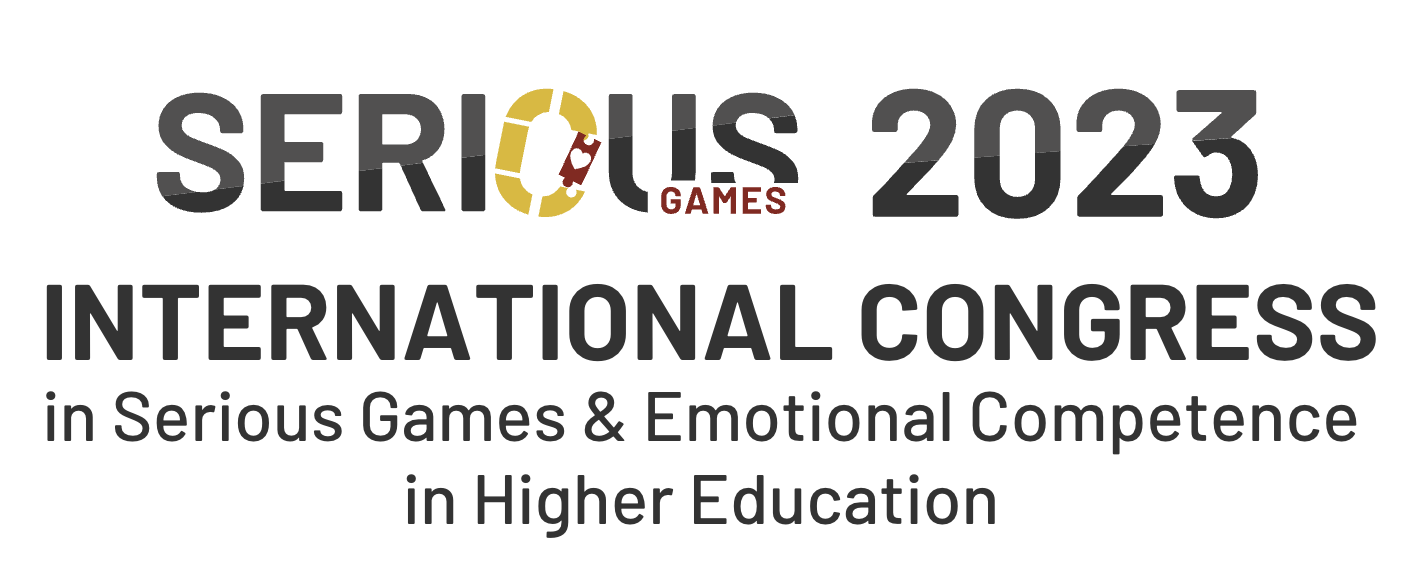 SERIOUS GAMES 2023
INTERNATIONAL CONGRESS
in Serious Games & Emotional Competence
in Higher Education